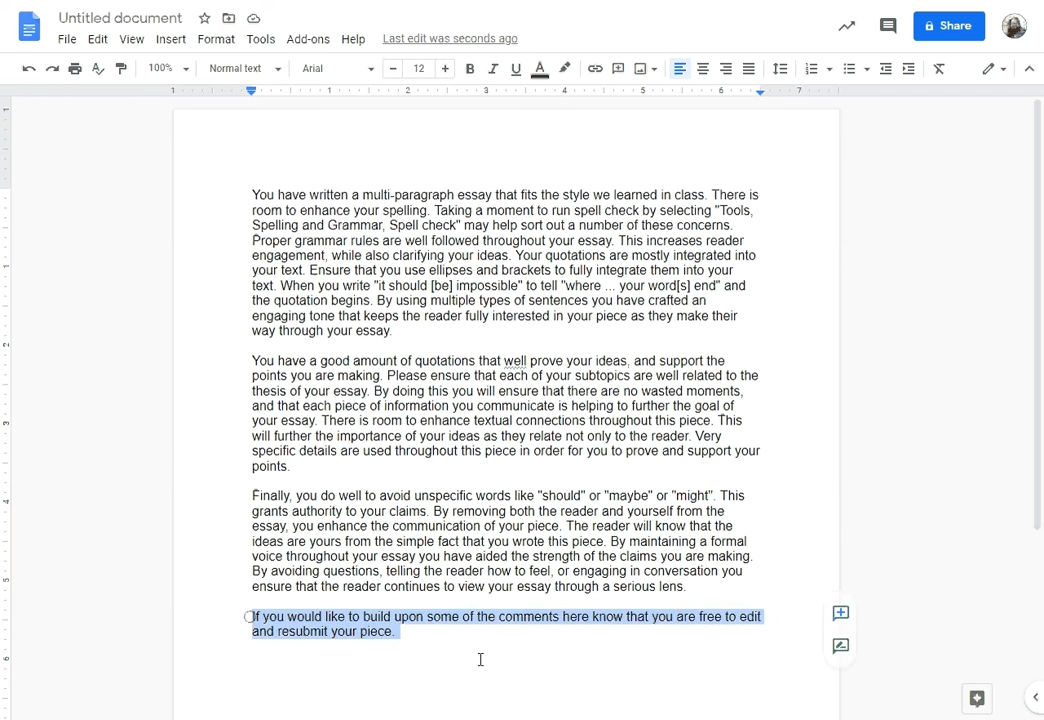 Untitled document
File Edit View Insert Format Tools Add-ons Help Last edit was seconds ago
Share
100% Normal text Arial 12 B I U A
1 1 2 3 4 5 6 7
You have written a multi-paragraph essay that fits the style we learned in class. There is
room to enhance your spelling. Taking a moment to run spell check by selecting "Tools,
Spelling and Grammar, Spell check" may help sort out a number of these concerns.
Proper grammar rules are well followed throughout your essay. This increases reader
engagement, while also clarifying your ideas. Your quotations are mostly integrated into
your text. Ensure that you use ellipses and brackets to fully integrate them into your
text. When you write "it should [be] impossible" to tell "where ... your word[s] end" and
the quotation begins. By using multiple types of sentences you have crafted an
engaging tone that keeps the reader fully interested in your piece as they make their
way through your essay.
You have a good amount of quotations that well prove your ideas, and support the
points you are making. Please ensure that each of your subtopics are well related to the
thesis of your essay. By doing this you will ensure that there are no wasted moments,
and that each piece of information you communicate is helping to further the goal of
your essay. There is room to enhance textual connections throughout this piece. This
will further the importance of your ideas as they relate not only to the reader. Very
specific details are used throughout this piece in order for you to prove and support your
points.
Finally, you do well to avoid unspecific words like "should" or "maybe" or "might". This
grants authority to your claims. By removing both the reader and yourself from the
essay, you enhance the communication of your piece. The reader will know that the
ideas are yours from the simple fact that you wrote this piece. By maintaining a formal
voice throughout your essay you have aided the strength of the claims you are making.
By avoiding questions, telling the reader how to feel, or engaging in conversation you
ensure that the reader continues to view your essay through a serious lens.
If you would like to build upon some of the comments here know that you are free to edit
and resubmit your piece.